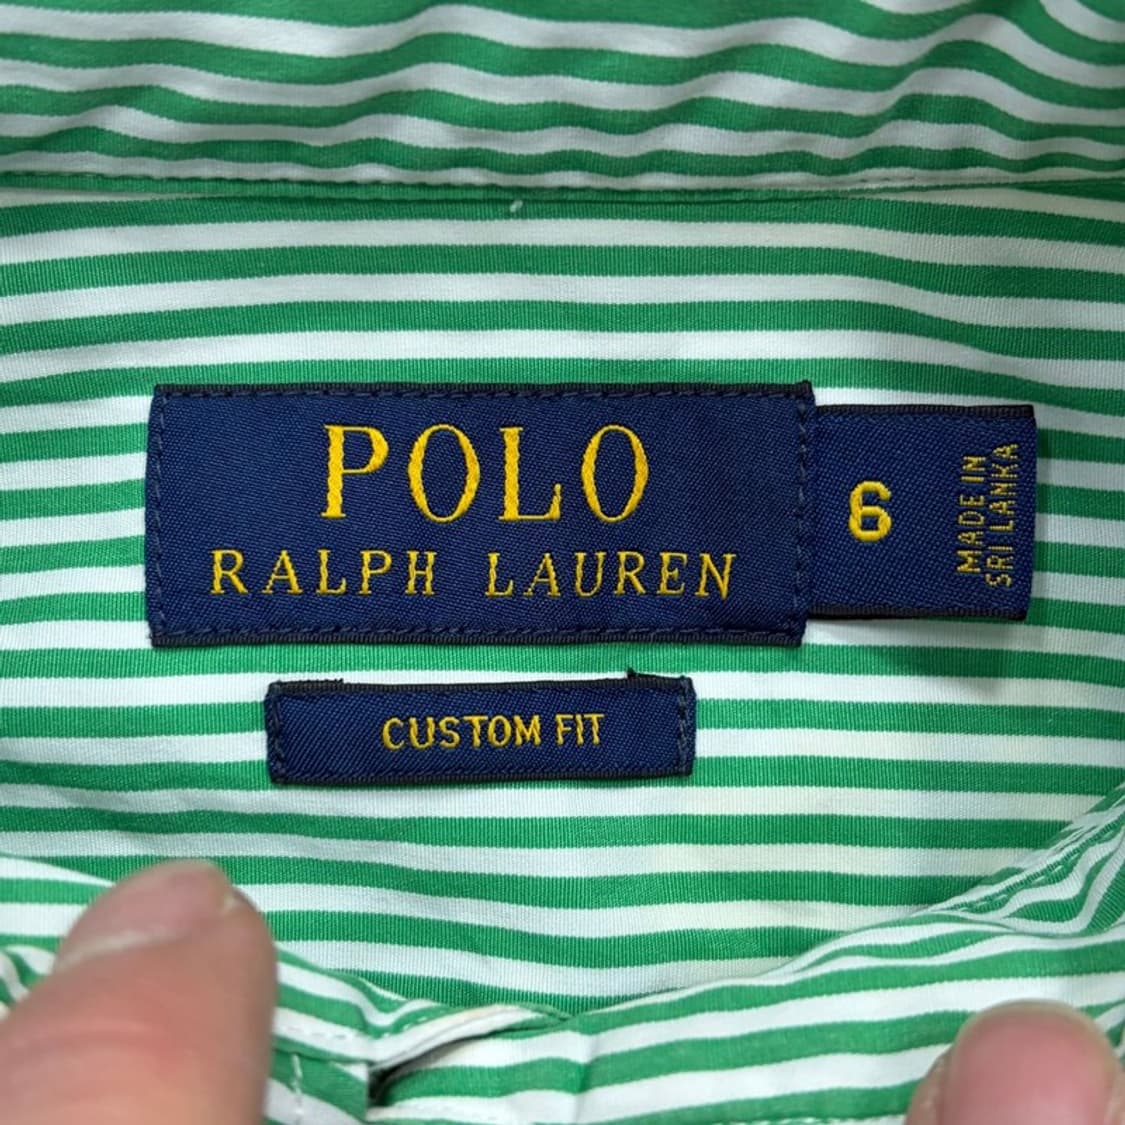 POLO
RALPH LAUREN
6
MADE IN
SRI LANKA
CUSTOM FIT